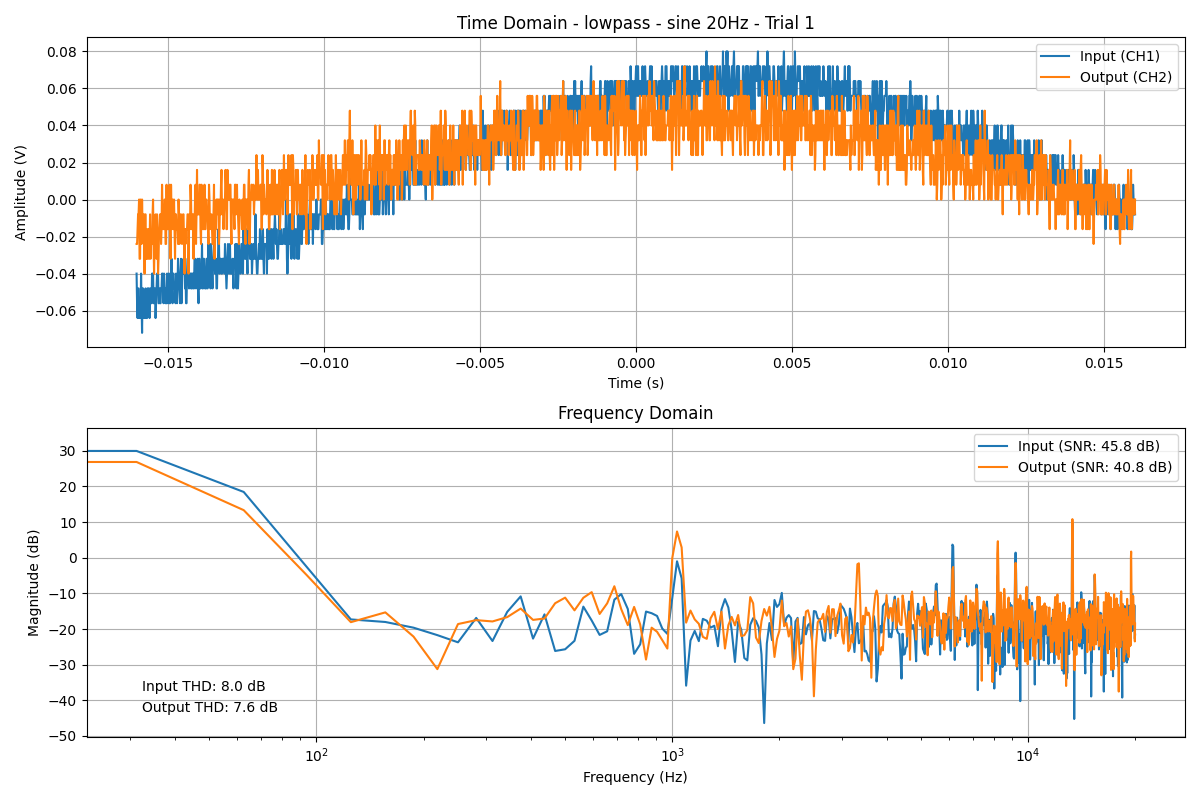 Time Domain - lowpass - sine 20Hz - Trial 1
Amplitude (V)
0.08
0.06
0.04
0.02
0.00
−0.02
−0.04
−0.06
Input (CH1)
Output (CH2)
−0.015
−0.010
−0.005
0.000
0.005
0.010
0.015
Time (s)
Frequency Domain
Magnitude (dB)
30
20
10
0
−10
−20
−30
−40
−50
Input (SNR: 45.8 dB)
Output (SNR: 40.8 dB)
Input THD: 8.0 dB
Output THD: 7.6 dB
10²
10³
10⁴
Frequency (Hz)